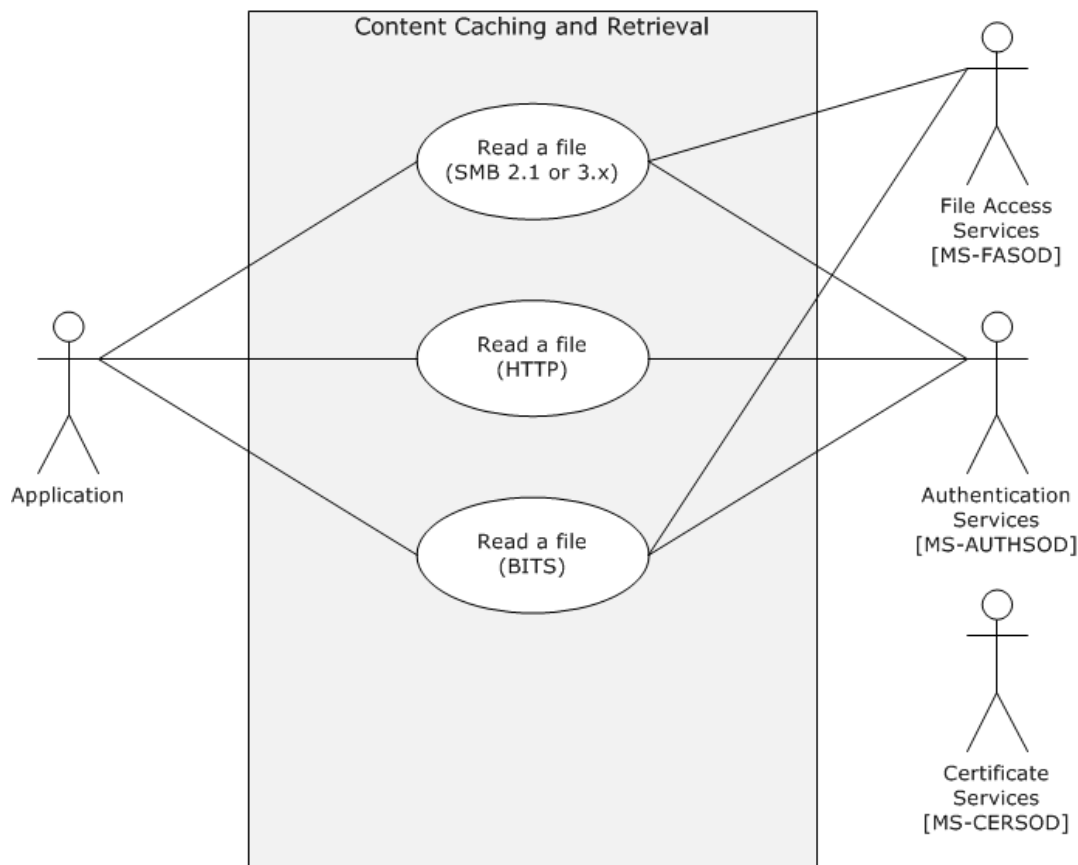 Content Caching and Retrieval
Read a file
(SMB 2.1 or 3.x)
File Access
Services
[MS-FASOD]
Read a file
(HTTP)
Application
Authentication
Services
[MS-AUTHSOD]
Read a file
(BITS)
Certificate
Services
[MS-CERSOD]